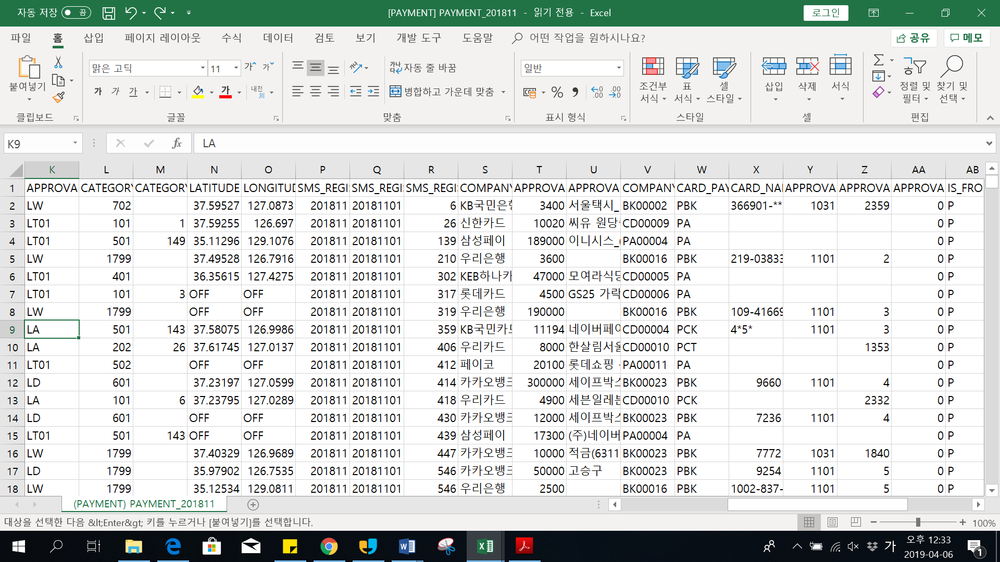 자동 저장 끔 [PAYMENT] PAYMENT_201811 - 읽기 전용 - Excel 로그인
파일 홈 삽입 페이지 레이아웃 수식 데이터 검토 보기 개발 도구 도움말 어떤 작업을 원하시나요? 공유 메모
붙여넣기 맑은 고딕 11 가 가 가나다 자동 줄 바꿈 일반 조건부 서식 표 서식 셀 스타일 삽입 삭제 서식 정렬 및 필터 찾기 및 선택
가 가 가 가 내천 川 병합하고 가운데 맞춤 % , .00 .00
클립보드 글꼴 맞춤 표시 형식 스타일 셀 편집
K9 fx LA
K L M N O P Q R S T U V W X Y Z AA AB
1 APPROVA CATEGORY CATEGORY LATITUDE LONGITUD SMS_REGIS SMS_REGIS SMS_REGIS COMPANY APPROVA APPROVA COMPANY CARD_PAY CARD_NAM APPROVA APPROVA APPROVA IS_FRO
2 LW 702 37.59527 127.0873 201811 20181101 6 KB국민은행 3400 서울택시_ BK00002 PBK 366901-** 1031 2359 0 P
3 LT01 101 1 37.59255 126.697 201811 20181101 26 신한카드 10020 씨유 원당 CD00009 PA 0 P
4 LT01 501 149 35.11296 129.1076 201811 20181101 139 삼성페이 189000 이니시스_ PA00004 PA 0 P
5 LW 1799 37.49528 126.7916 201811 20181101 210 우리은행 3600 BK00016 PBK 219-03833 1101 2 0 P
6 LT01 401 36.35615 127.4275 201811 20181101 302 KEB하나카 47000 모여라식당 CD00005 PA 0 P
7 LT01 101 3 OFF OFF 201811 20181101 317 롯데카드 4500 GS25 가락 CD00006 PA 0 P
8 LW 1799 OFF OFF 201811 20181101 319 우리은행 190000 BK00016 PBK 109-41669 1101 3 0 P
9 LA 501 143 37.58075 126.9986 201811 20181101 359 KB국민카드 11194 네이버페이 CD00004 PCK 4*5* 1101 3 0 P
10 LA 202 26 37.61745 127.0137 201811 20181101 406 우리카드 8000 한살림서울 CD00010 PCT 1353 0 P
11 LT01 502 OFF OFF 201811 20181101 412 페이코 20100 롯데쇼핑 PA00011 PA 0 P
12 LD 601 37.23197 127.0599 201811 20181101 414 카카오뱅크 300000 세이프박스 BK00023 PBK 9660 1101 4 0 P
13 LA 101 6 37.23795 127.0289 201811 20181101 418 우리카드 4900 세븐일레븐 CD00010 PCK 2332 0 P
14 LD 601 OFF OFF 201811 20181101 430 카카오뱅크 12000 세이프박스 BK00023 PBK 7236 1101 4 0 P
15 LT01 501 143 OFF OFF 201811 20181101 439 삼성페이 17300 (주)네이버 PA00004 PA 0 P
16 LW 1799 37.40329 126.9689 201811 20181101 447 카카오뱅크 10000 적금(6311 BK00023 PBK 7772 1031 1840 0 P
17 LD 1799 35.97902 126.7535 201811 20181101 546 카카오뱅크 50000 고승구 BK00023 PBK 9254 1101 5 0 P
18 LW 1799 35.12534 129.0811 201811 20181101 546 우리은행 2500 BK00016 PBK 1002-837- 1101 5 0 P
(PAYMENT) PAYMENT_201811
대상을 선택한 다음 &lt;Enter&gt; 키를 누르거나 [붙여넣기]를 선택합니다. 100%
가 오후 12:33
2019-04-06 1